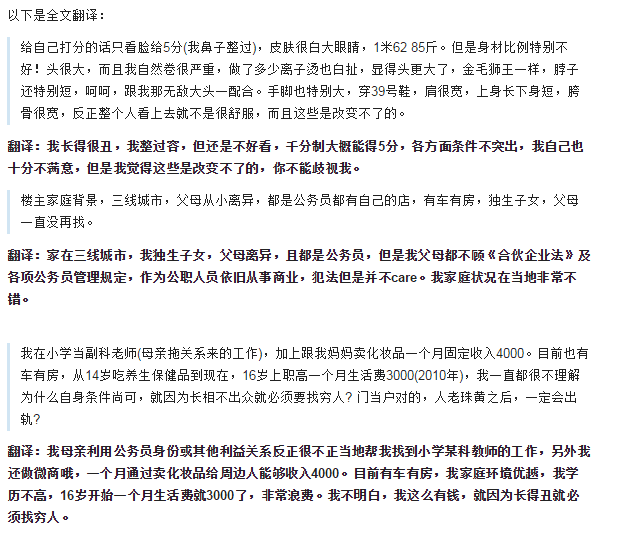 以下是全文翻译：
给自己打分的话只看脸给5分(我鼻子整过)，皮肤很白大眼睛，1米62 85斤。但是身材比例特别不
好！头很大，而且我自然卷很严重，做了多少离子烫也白扯，显得头更大了，金毛狮王一样，脖子
还特别短，呵呵，跟我那无敌大头一配合。手脚也特别大，穿39号鞋，肩很宽，上身长下身短，胯
骨很宽，反正整个人看上去就不是很舒服，而且这些是改变不了的。
翻译：我长得很丑，我整过容，但还是不好看，千分制大概能得5分，各方面条件不突出，我自己也
十分不满意，但是我觉得这些是改变不了的，你不能歧视我。
楼主家庭背景，三线城市，父母从小离异，都是公务员都有自己的店，有车有房，独生子女，父母
一直没再找。
翻译：家在三线城市，我独生子女，父母离异，且都是公务员，但是我父母都不顾《合伙企业法》及
各项公务员管理规定，作为公职人员依旧从事商业，犯法但是并不care。我家庭状况在当地非常不
错。
我在小学当副科老师(母亲拖关系来的工作)，加上跟我妈妈卖化妆品一个月固定收入4000。目前也有
车有房，从14岁吃养生保健品到现在，16岁上职高一个月生活费3000(2010年)，我一直都很不理解
为什么自身条件尚可，就因为长相不出众就必须要找穷人? 门当户对的，人老珠黄之后，一定会出
轨?
翻译：我母亲利用公务员身份或其他利益关系反正很不正当地帮我找到小学某科教师的工作，另外我
还做微商哦，一个月通过卖化妆品给周边人能够收入4000。目前有车有房，我家庭环境优越，我学
历不高，16岁开始一个月生活费就3000了，非常浪费。我不明白，我这么有钱，就因为长得丑就必
须找穷人。